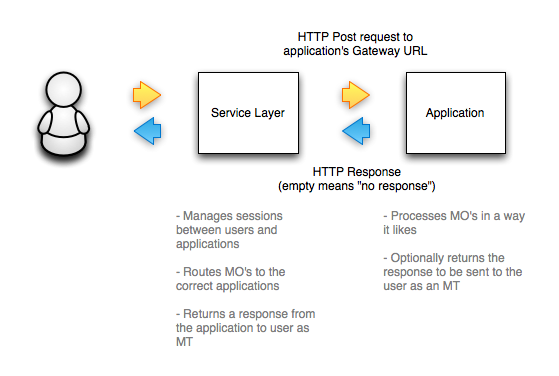 HTTP Post request to
application's Gateway URL
Service Layer
Application
HTTP Response
(empty means "no response")
- Manages sessions
between users and
applications
- Routes MO's to the
correct applications
- Returns a response from
the application to user as
MT
- Processes MO's in a way
it likes
- Optionally returns the
response to be sent to the
user as an MT